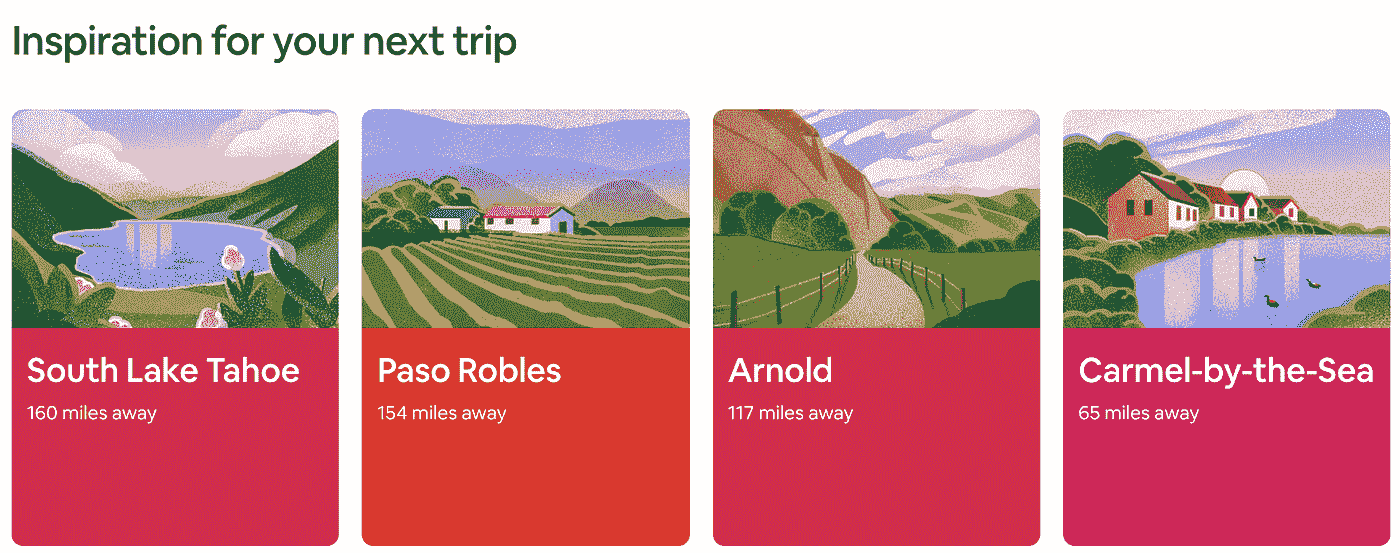 Inspiration for your next trip
South Lake Tahoe
160 miles away
Paso Robles
154 miles away
Arnold
117 miles away
Carmel-by-the-Sea
65 miles away